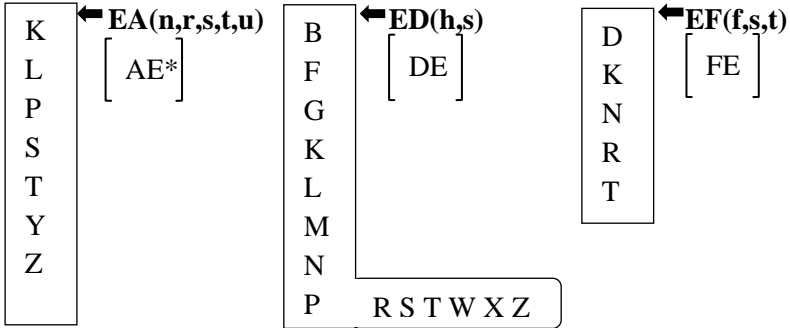 K
L
P
S
T
Y
Z
EA(n,r,s,t,u)
AE*
B
F
G
K
L
M
N
P R S T W X Z
ED(h,s)
DE
D
K
N
R
T
EF(f,s,t)
FE